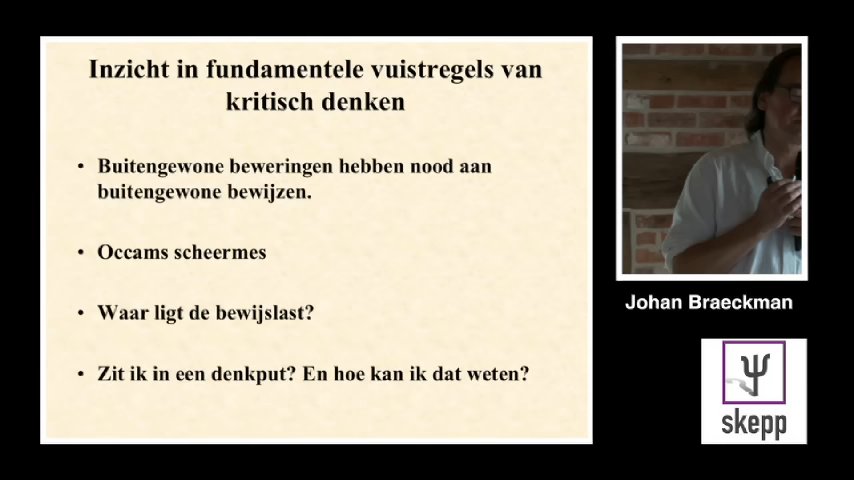 Inzicht in fundamentele vuistregels van
kritisch denken
• Buitengewone beweringen hebben nood aan
buitengewone bewijzen.
• Occams scheermes
• Waar ligt de bewijslast?
• Zit ik in een denkput? En hoe kan ik dat weten?
Johan Braeckman
Ψ
skepp